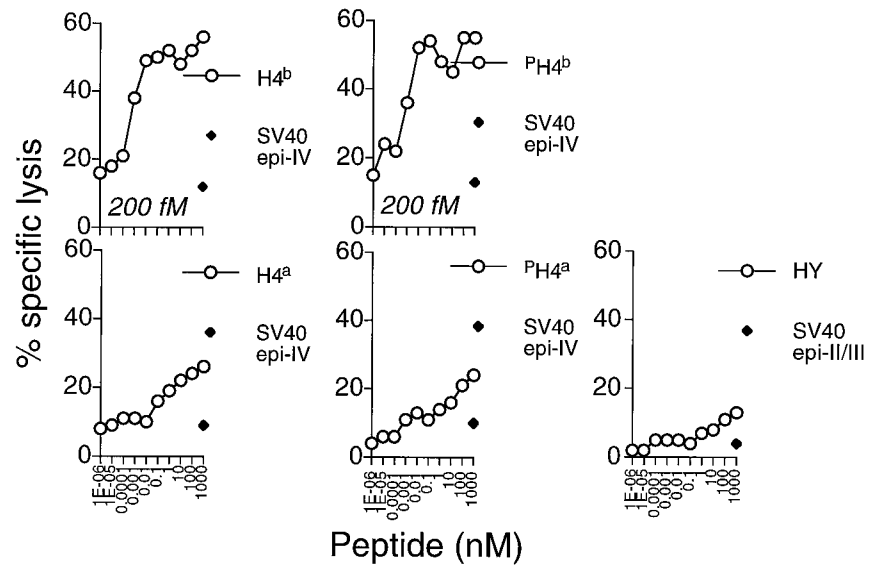 % specific lysis
60
40
20
0
H4ᵇ
SV40
epi-IV
200 fM
60
40
20
0
ᴾH4ᵇ
SV40
epi-IV
200 fM
60
40
20
0
H4ᵃ
SV40
epi-IV
1E-06
1E-05
0.0001
0.001
0.01
0.1
10
100
1000
60
40
20
0
ᴾH4ᵃ
SV40
epi-IV
1E-06
1E-05
0.0001
0.001
0.01
0.1
10
100
1000
60
40
20
0
HY
SV40
epi-II/III
1E-06
1E-05
0.0001
0.001
0.01
0.1
10
100
1000
Peptide (nM)